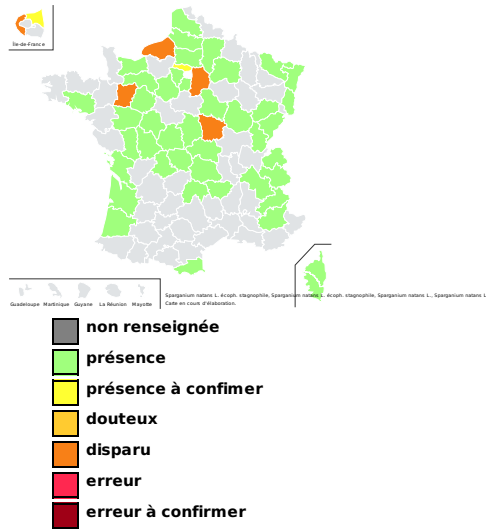 Île-de-France
Guadeloupe Martinique Guyane La Réunion Mayotte
Sparganium natans L. écoph. stagnophile, Sparganium natans L. écoph. stagnophile, Sparganium natans L., Sparganium natans L
Carte en cours d'élaboration.
non renseignée
présence
présence à confimer
douteux
disparu
erreur
erreur à confirmer